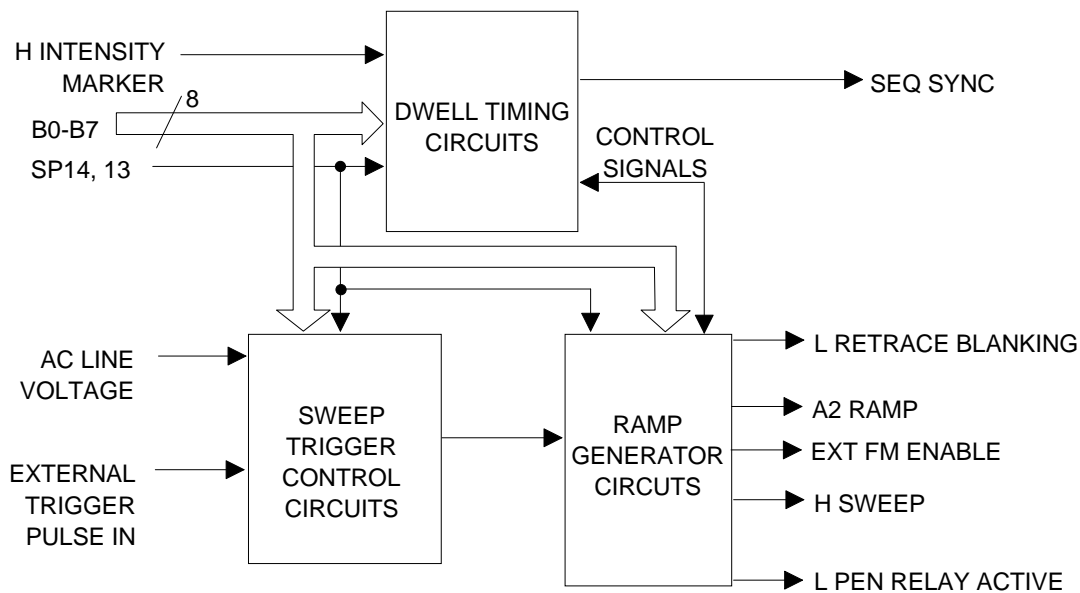 H INTENSITY
MARKER
8
B0-B7
SP14, 13
DWELL TIMING
CIRCUITS
SEQ SYNC
CONTROL
SIGNALS
AC LINE
VOLTAGE
EXTERNAL
TRIGGER
PULSE IN
SWEEP
TRIGGER
CONTROL
CIRCUITS
RAMP
GENERATOR
CIRCUTS
L RETRACE BLANKING
A2 RAMP
EXT FM ENABLE
H SWEEP
L PEN RELAY ACTIVE